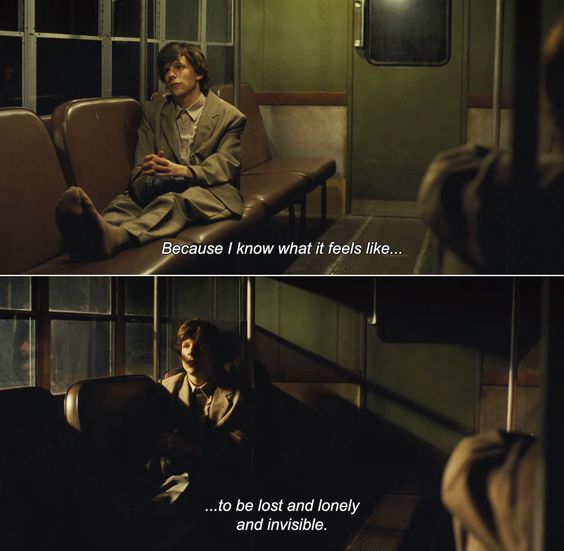 Because I know what it feels like...
...to be lost and lonely
and invisible.